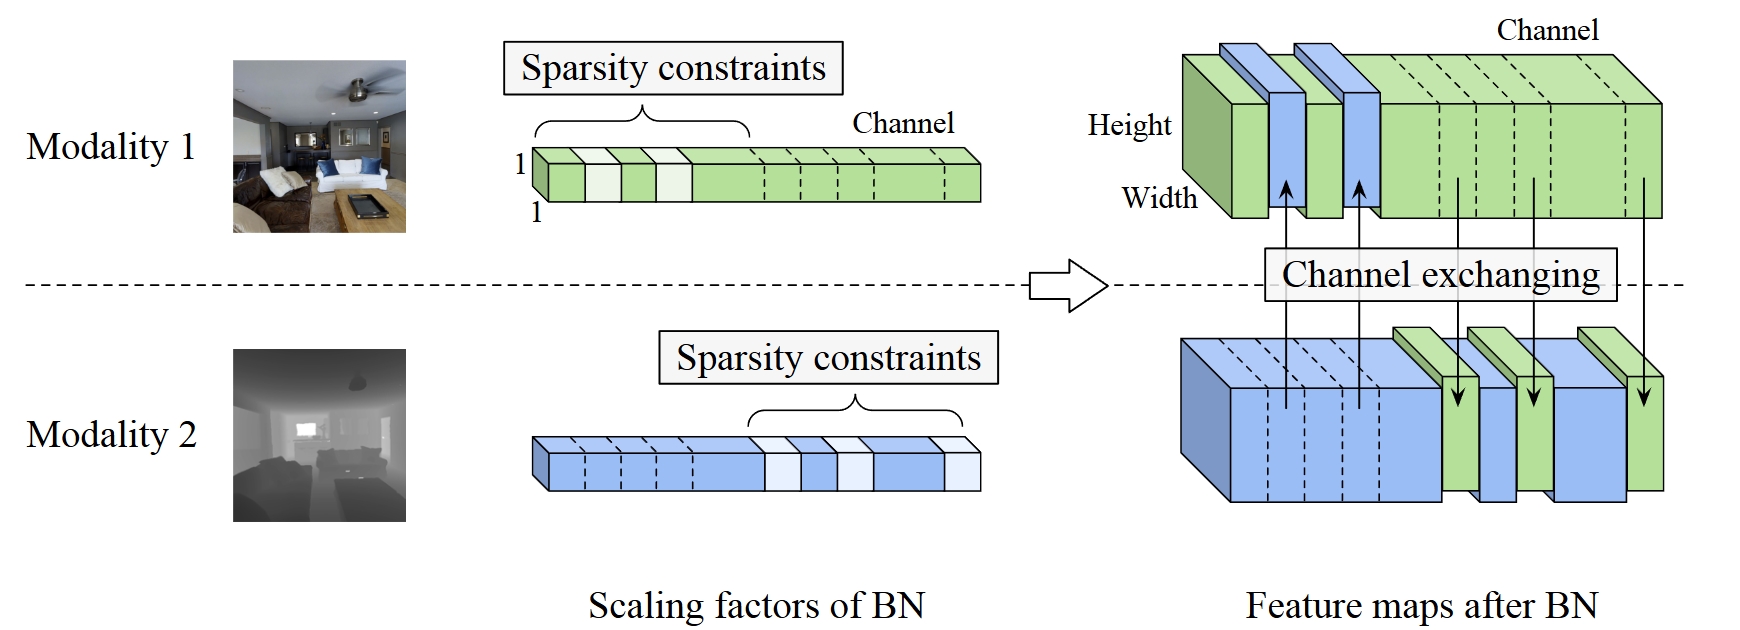 Modality 1
Sparsity constraints
Channel
1
1
Channel
Height
Width
Channel exchanging
Modality 2
Sparsity constraints
Scaling factors of BN
Feature maps after BN